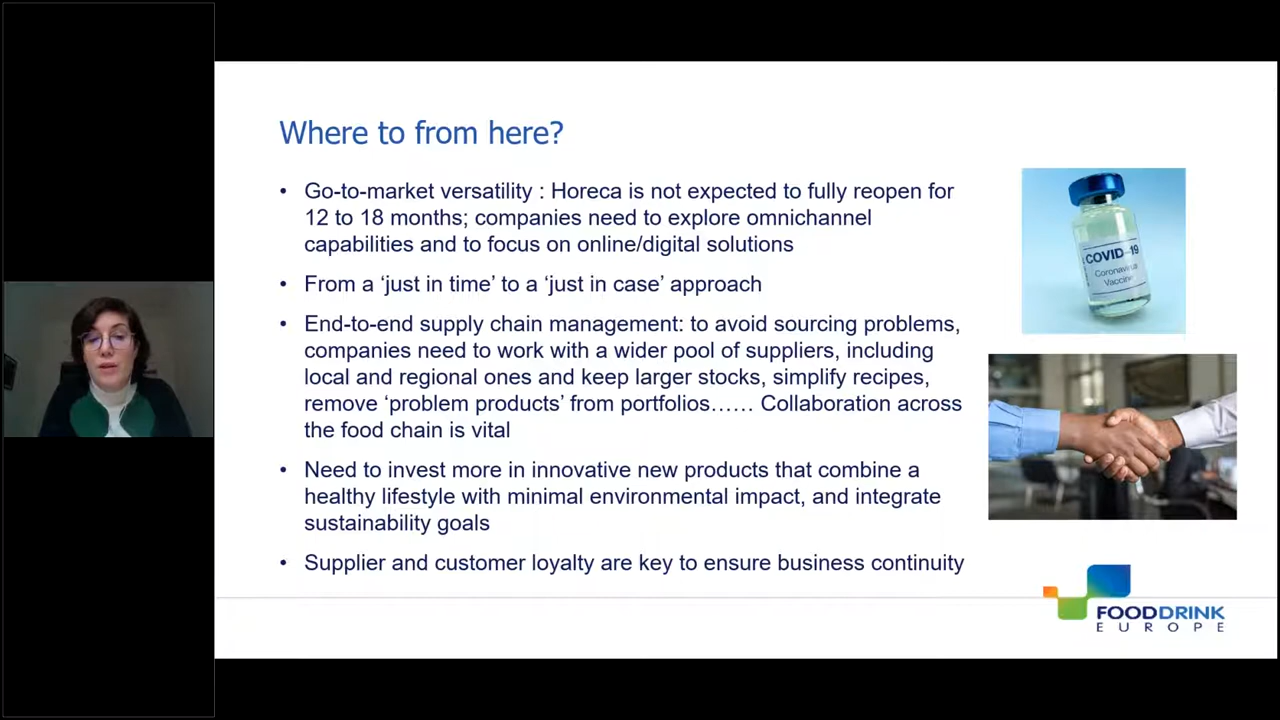 Where to from here?
• Go-to-market versatility : Horeca is not expected to fully reopen for
12 to 18 months; companies need to explore omnichannel
capabilities and to focus on online/digital solutions
• From a ‘just in time’ to a ‘just in case’ approach
• End-to-end supply chain management: to avoid sourcing problems,
companies need to work with a wider pool of suppliers, including
local and regional ones and keep larger stocks, simplify recipes,
remove ‘problem products’ from portfolios…… Collaboration across
the food chain is vital
• Need to invest more in innovative new products that combine a
healthy lifestyle with minimal environmental impact, and integrate
sustainability goals
• Supplier and customer loyalty are key to ensure business continuity
COVID-19
Coronavirus
Vaccine
FOODDRINK
EUROPE